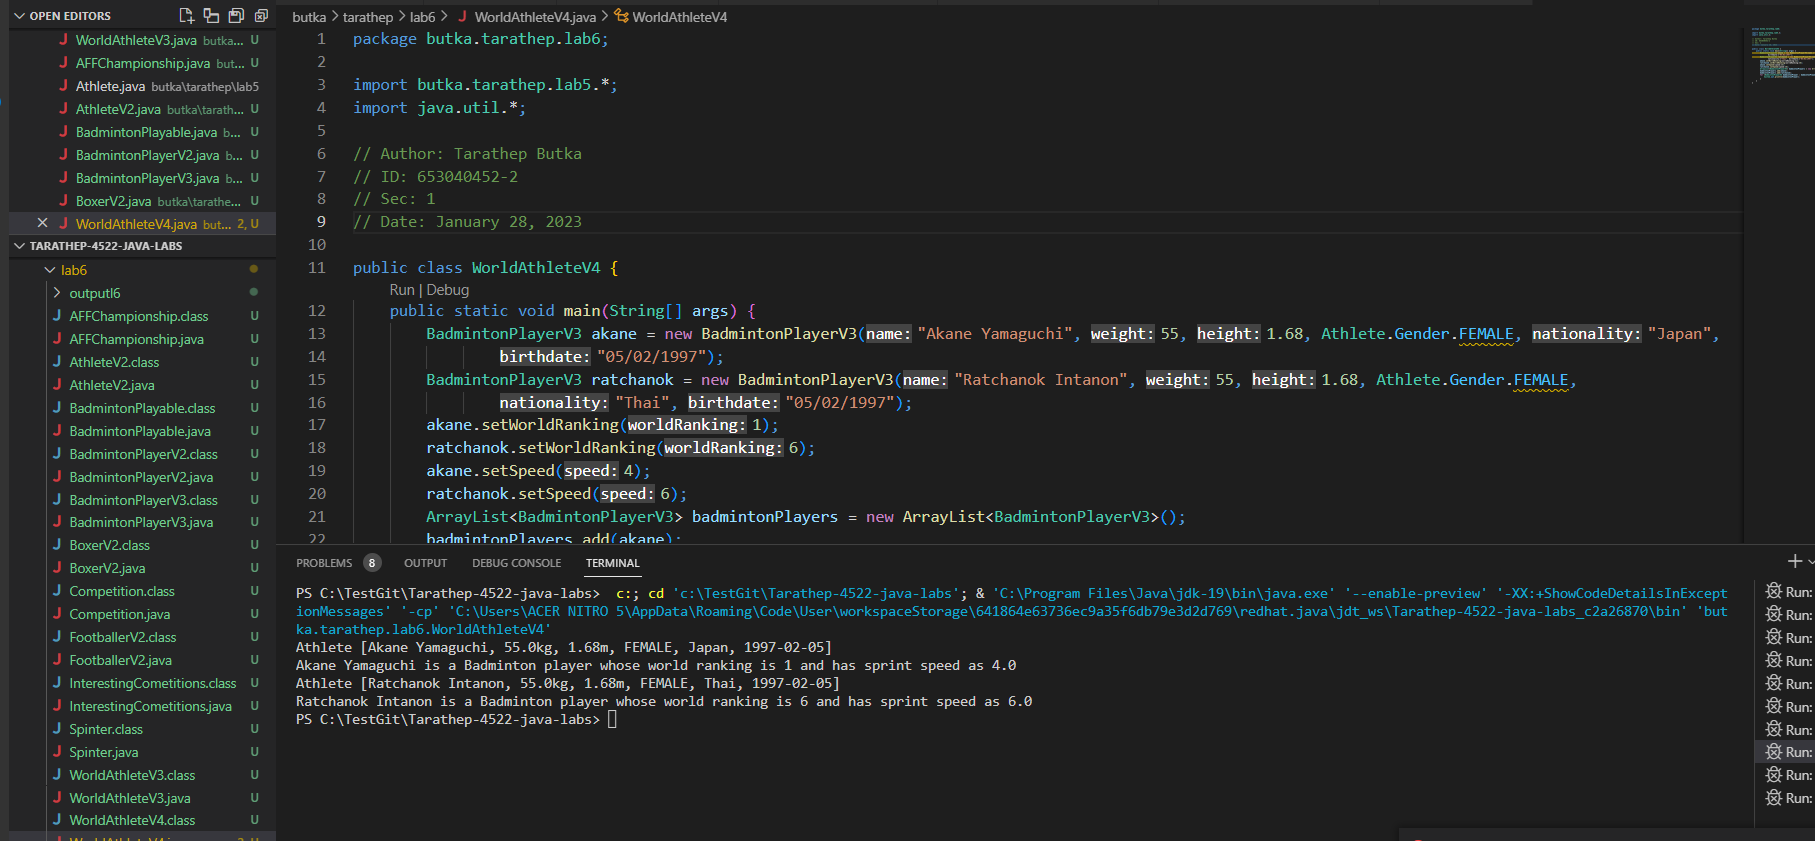 OPEN EDITORS
WorldAthleteV3.java butka... U
AFFChampionship.java but... U
Athlete.java butka\tarathep\lab5
AthleteV2.java butka\tarath... U
BadmintonPlayable.java b... U
BadmintonPlayerV2.java b... U
BadmintonPlayerV3.java b... U
BoxerV2.java butka\tarathe... U
WorldAthleteV4.java but... 2, U
TARATHEP-4522-JAVA-LABS
lab6
outputl6
AFFChampionship.class U
AFFChampionship.java U
AthleteV2.class U
AthleteV2.java U
BadmintonPlayable.class U
BadmintonPlayable.java U
BadmintonPlayerV2.class U
BadmintonPlayerV2.java U
BadmintonPlayerV3.class U
BadmintonPlayerV3.java U
BoxerV2.class U
BoxerV2.java U
Competition.class U
Competition.java U
FootballerV2.class U
FootballerV2.java U
InterestingCometitions.class U
InterestingCometitions.java U
Spinter.class U
Spinter.java U
WorldAthleteV3.class U
WorldAthleteV3.java U
WorldAthleteV4.class U
butka > tarathep > lab6 > WorldAthleteV4.java > WorldAthleteV4
1 package butka.tarathep.lab6;
2
3 import butka.tarathep.lab5.*;
4 import java.util.*;
5
6 // Author: Tarathep Butka
7 // ID: 653040452-2
8 // Sec: 1
9 // Date: January 28, 2023
10
11 public class WorldAthleteV4 {
Run | Debug
12 public static void main(String[] args) {
13 BadmintonPlayerV3 akane = new BadmintonPlayerV3(name: "Akane Yamaguchi", weight: 55, height: 1.68, Athlete.Gender.FEMALE, nationality: "Japan",
14 birthdate: "05/02/1997");
15 BadmintonPlayerV3 ratchanok = new BadmintonPlayerV3(name: "Ratchanok Intanon", weight: 55, height: 1.68, Athlete.Gender.FEMALE,
16 nationality: "Thai", birthdate: "05/02/1997");
17 akane.setWorldRanking(worldRanking: 1);
18 ratchanok.setWorldRanking(worldRanking: 6);
19 akane.setSpeed(speed: 4);
20 ratchanok.setSpeed(speed: 6);
21 ArrayList<BadmintonPlayerV3> badmintonPlayers = new ArrayList<BadmintonPlayerV3>();
22 badmintonPlayers.add(akane);
PROBLEMS 8 OUTPUT DEBUG CONSOLE TERMINAL
PS C:\TestGit\Tarathep-4522-java-labs> c:; cd 'c:\TestGit\Tarathep-4522-java-labs'; & 'C:\Program Files\Java\jdk-19\bin\java.exe' '--enable-preview' '-XX:+ShowCodeDetailsInExcept
ionMessages' '-cp' 'C:\Users\ACER NITRO 5\AppData\Roaming\Code\User\workspaceStorage\641864e63736ec9a35f6db79e3d2d769\redhat.java\jdt_ws\Tarathep-4522-java-labs_c2a26870\bin' 'but
ka.tarathep.lab6.WorldAthleteV4'
Athlete [Akane Yamaguchi, 55.0kg, 1.68m, FEMALE, Japan, 1997-02-05]
Akane Yamaguchi is a Badminton player whose world ranking is 1 and has sprint speed as 4.0
Athlete [Ratchanok Intanon, 55.0kg, 1.68m, FEMALE, Thai, 1997-02-05]
Ratchanok Intanon is a Badminton player whose world ranking is 6 and has sprint speed as 6.0
PS C:\TestGit\Tarathep-4522-java-labs>
Run:
Run:
Run:
Run:
Run:
Run:
Run:
Run:
Run:
Run: